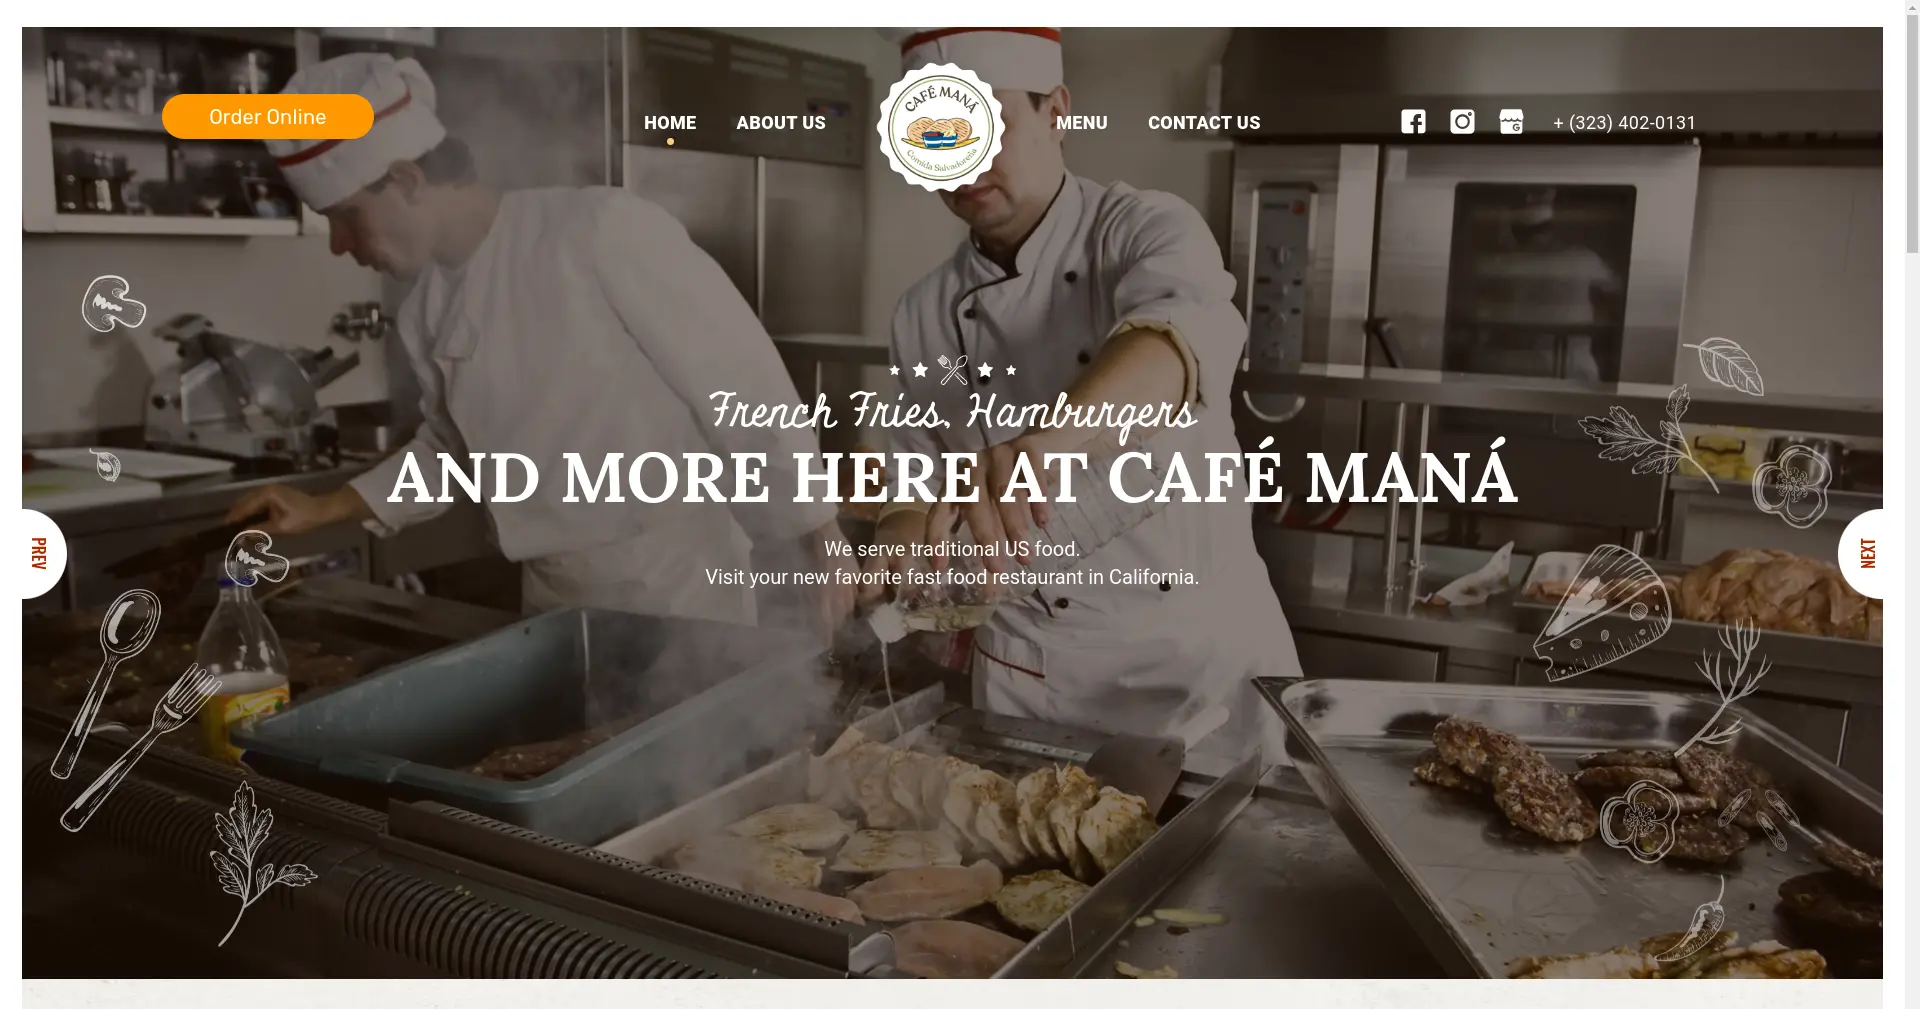 Order Online
HOME
ABOUT US
CAFÉ MANÁ
Comida Salvadoreña
MENU
CONTACT US
+ (323) 402-0131
French Fries, Hamburgers
AND MORE HERE AT CAFÉ MANÁ
We serve traditional US food.
Visit your new favorite fast food restaurant in California.
PREV
NEXT